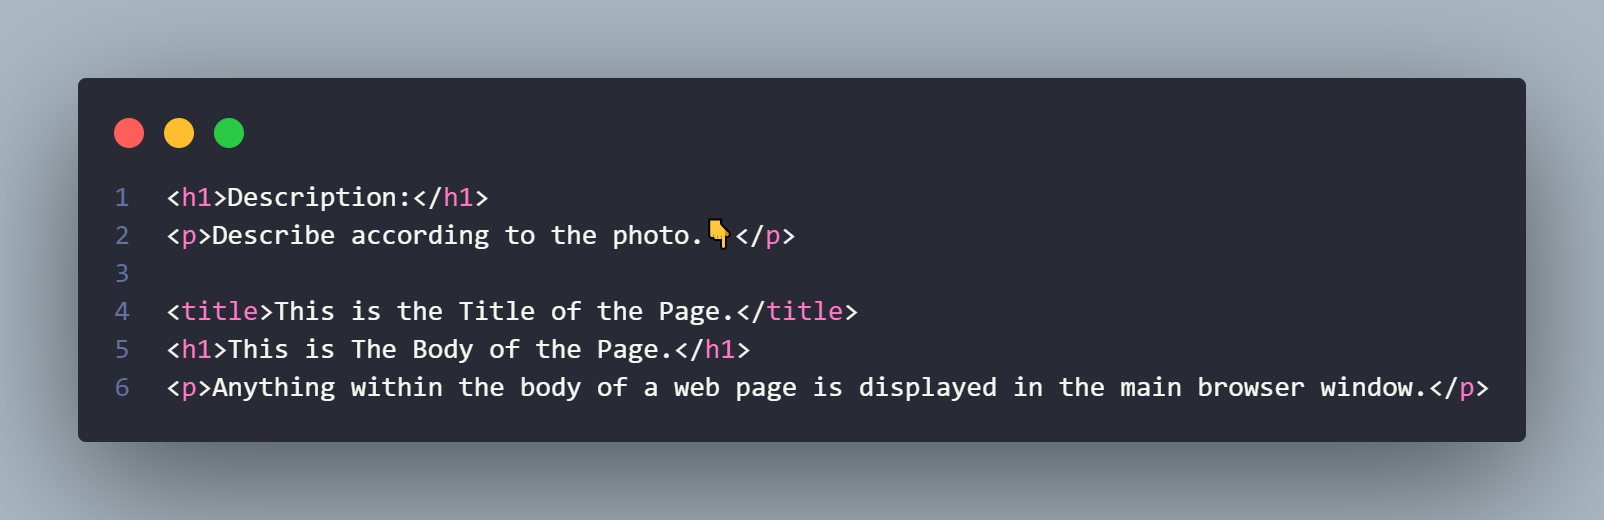 1 <h1>Description:</h1>
2 <p>Describe according to the photo.👇</p>
3
4 <title>This is the Title of the Page.</title>
5 <h1>This is The Body of the Page.</h1>
6 <p>Anything within the body of a web page is displayed in the main browser window.</p>